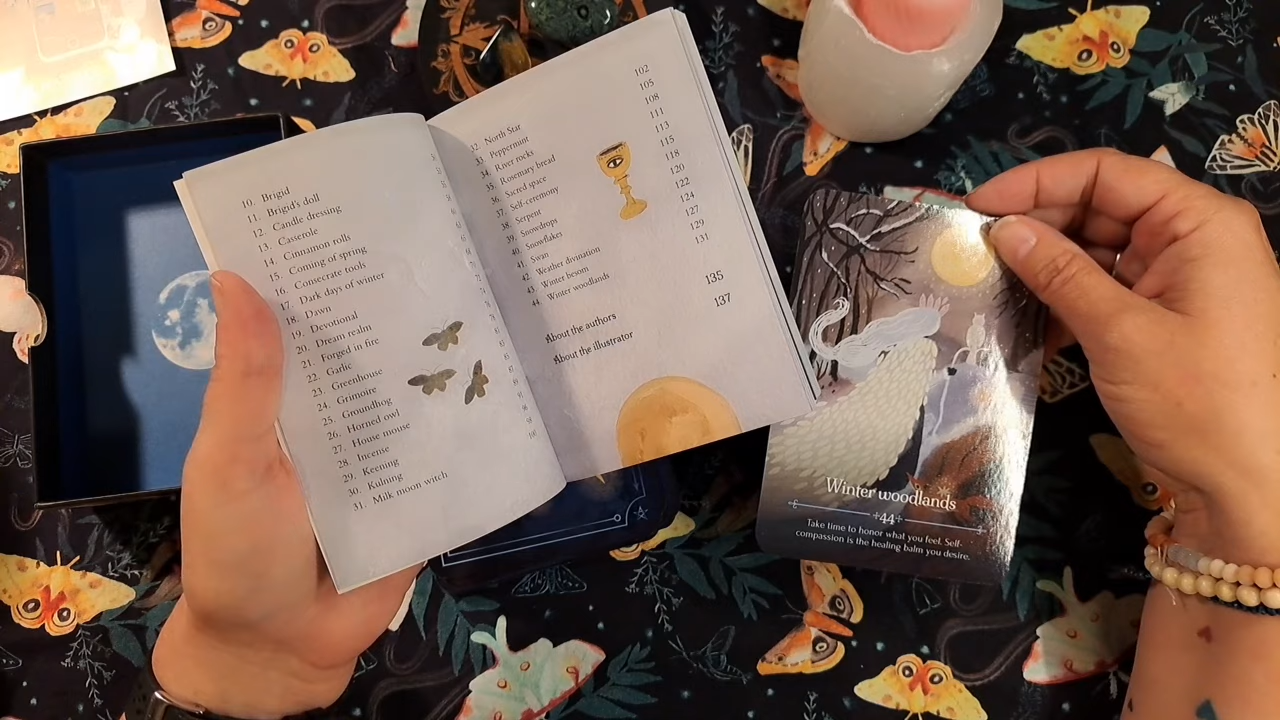 10. Brigid
11. Brigid's doll
12. Candle dressing
13. Casserole
14. Cinnamon rolls
15. Coming of spring
16. Consecrate tools
17. Dark days of winter
18. Dawn
19. Devotional
20. Dream realm
21. Forged in fire
22. Garlic
23. Greenhouse
24. Grimoire
25. Groundhog
26. Horned owl
27. House mouse
28. Incense
29. Keening
30. Kulning
31. Milk moon witch
32. North Star 102
33. Peppermint 105
34. River rocks 108
35. Rosemary bread 111
36. Sacred space 113
37. Self-ceremony 115
38. Serpent 118
39. Snowdrops 120
40. Snowflakes 122
41. Swan 124
42. Weather divination 127
43. Winter besom 129
44. Winter woodlands 131
About the authors 135
About the illustrator 137
Winter woodlands
44
Take time to honor what you feel. Self-
compassion is the healing balm you desire.